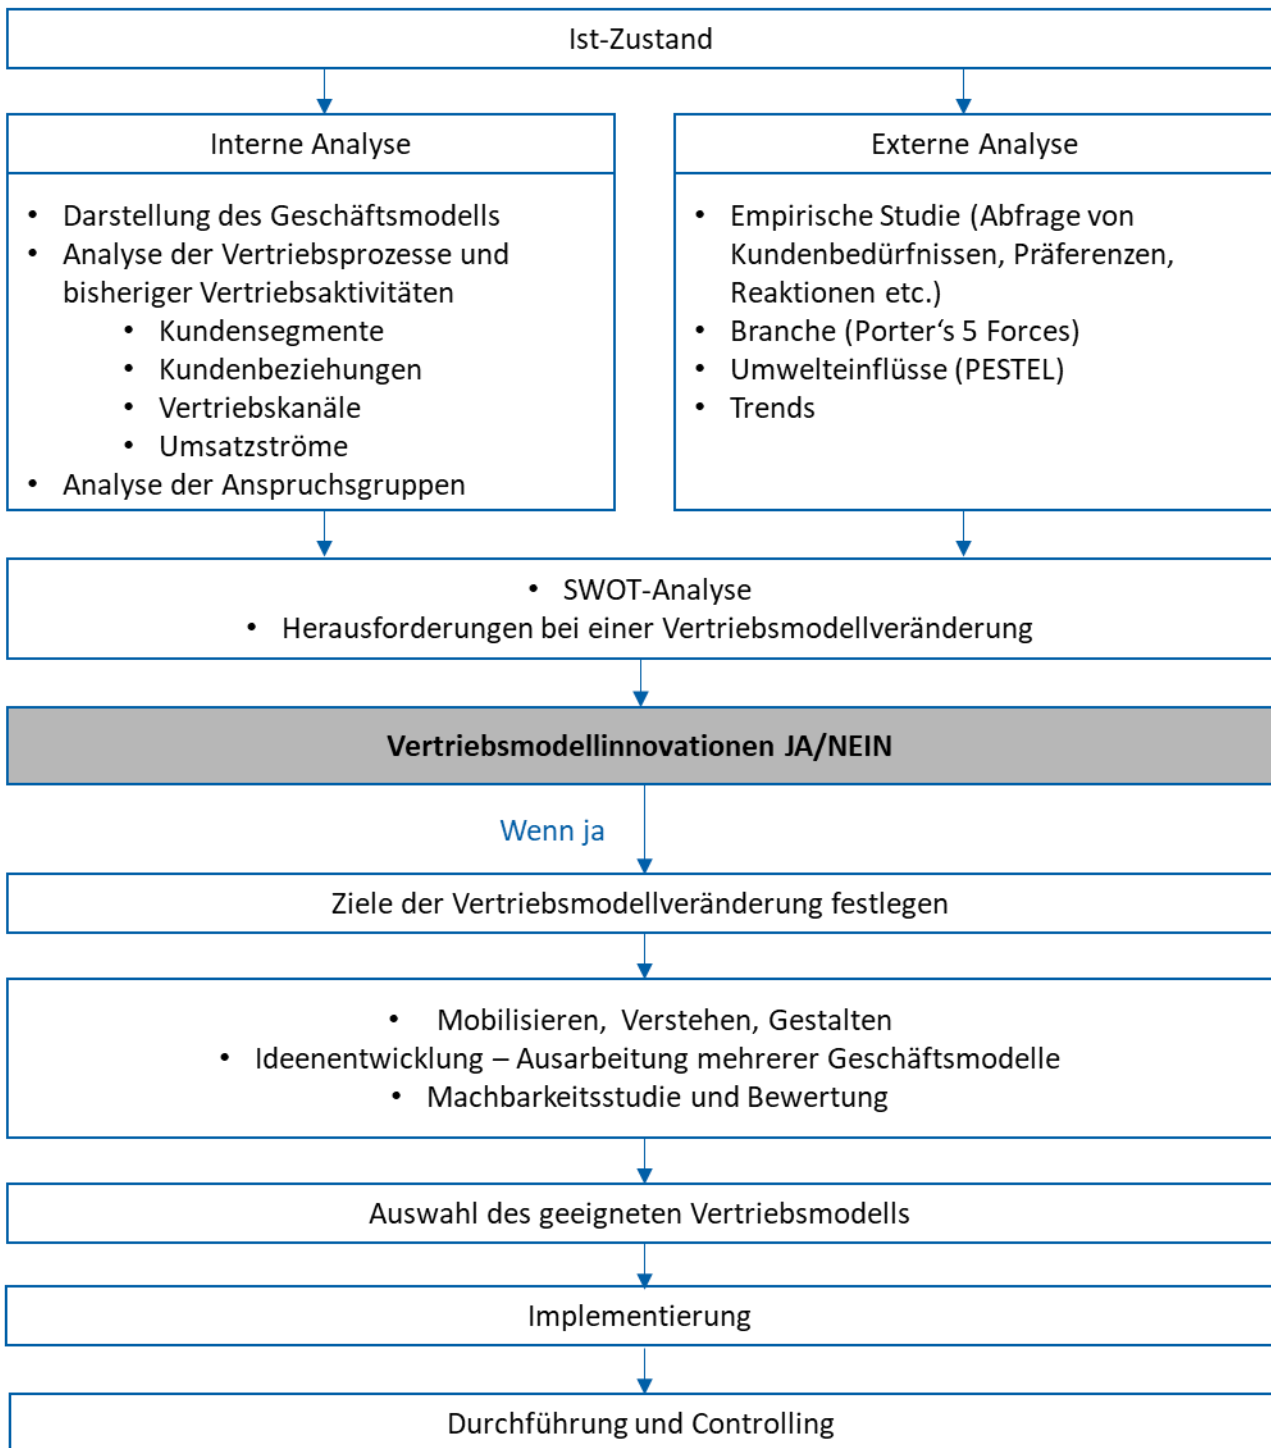 Ist-Zustand
Interne Analyse
• Darstellung des Geschäftsmodells
• Analyse der Vertriebsprozesse und
bisheriger Vertriebsaktivitäten
• Kundensegmente
• Kundenbeziehungen
• Vertriebskanäle
• Umsatzströme
• Analyse der Anspruchsgruppen
Externe Analyse
• Empirische Studie (Abfrage von
Kundenbedürfnissen, Präferenzen,
Reaktionen etc.)
• Branche (Porter‘s 5 Forces)
• Umwelteinflüsse (PESTEL)
• Trends
• SWOT-Analyse
• Herausforderungen bei einer Vertriebsmodellveränderung
Vertriebsmodellinnovationen JA/NEIN
Wenn ja
Ziele der Vertriebsmodellveränderung festlegen
• Mobilisieren, Verstehen, Gestalten
• Ideenentwicklung – Ausarbeitung mehrerer Geschäftsmodelle
• Machbarkeitsstudie und Bewertung
Auswahl des geeigneten Vertriebsmodells
Implementierung
Durchführung und Controlling